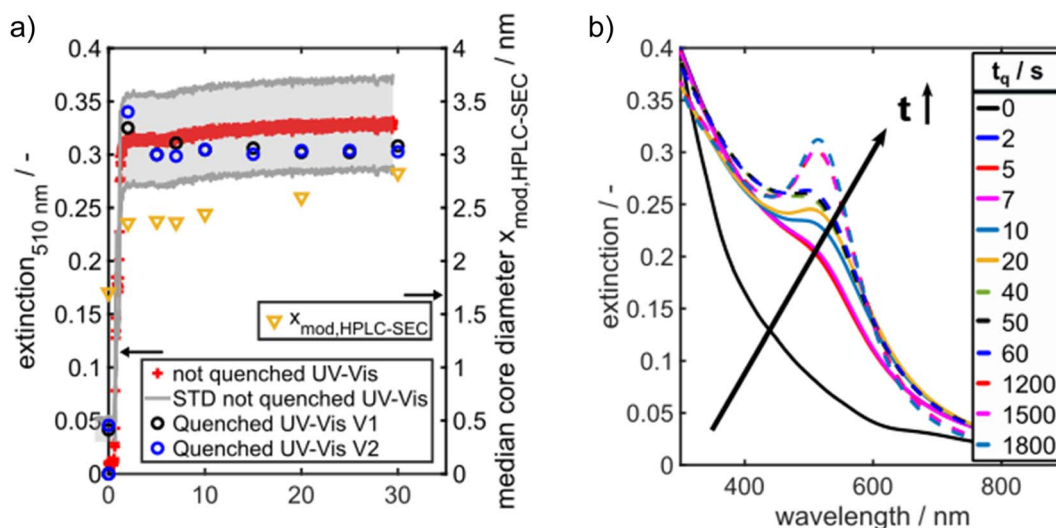 a)
extinction510 nm / -
0.4
0.35
0.3
0.25
0.2
0.15
0.1
0.05
0
4
3.5
3
2.5
2
1.5
1
0.5
0
median core diameter xmod,HPLC-SEC / nm
xmod,HPLC-SEC
not quenched UV-Vis
STD not quenched UV-Vis
Quenched UV-Vis V1
Quenched UV-Vis V2
0 10 20 30
b)
extinction / -
0.4
0.35
0.3
0.25
0.2
0.15
0.1
0.05
0
t
400 600 800
wavelength / nm
tq / s
0
2
5
7
10
20
40
50
60
1200
1500
1800